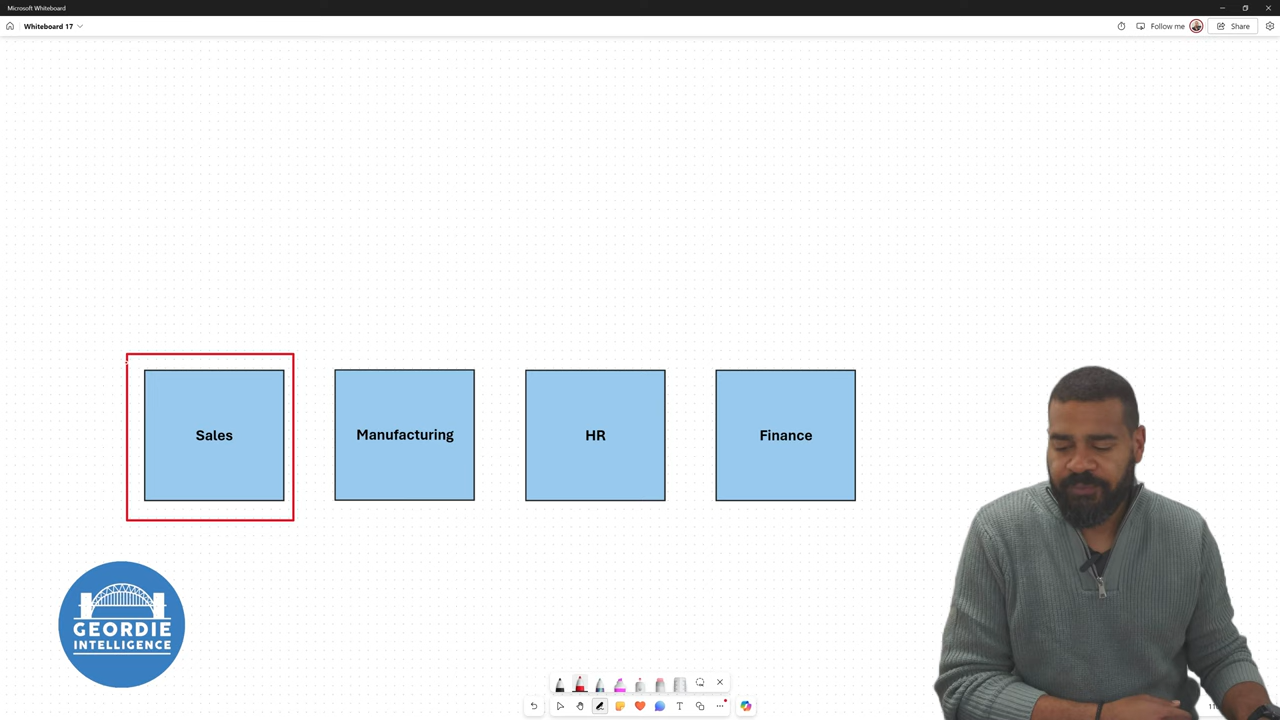 Microsoft Whiteboard
Whiteboard 17
Follow me
Share
Sales
Manufacturing
HR
Finance
GEORDIE
INTELLIGENCE